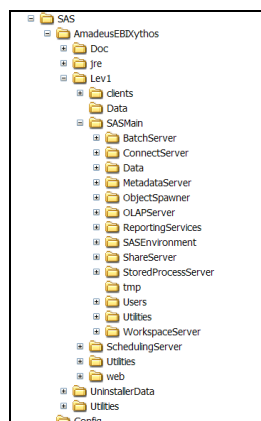 SAS
AmadeusEBIXythos
Doc
jre
Lev1
clients
Data
SASMain
BatchServer
ConnectServer
Data
MetadataServer
ObjectSpawner
OLAPServer
ReportingServices
SASEnvironment
ShareServer
StoredProcessServer
tmp
Users
Utilities
WorkspaceServer
SchedulingServer
Utilities
web
UninstallerData
Utilities
Config